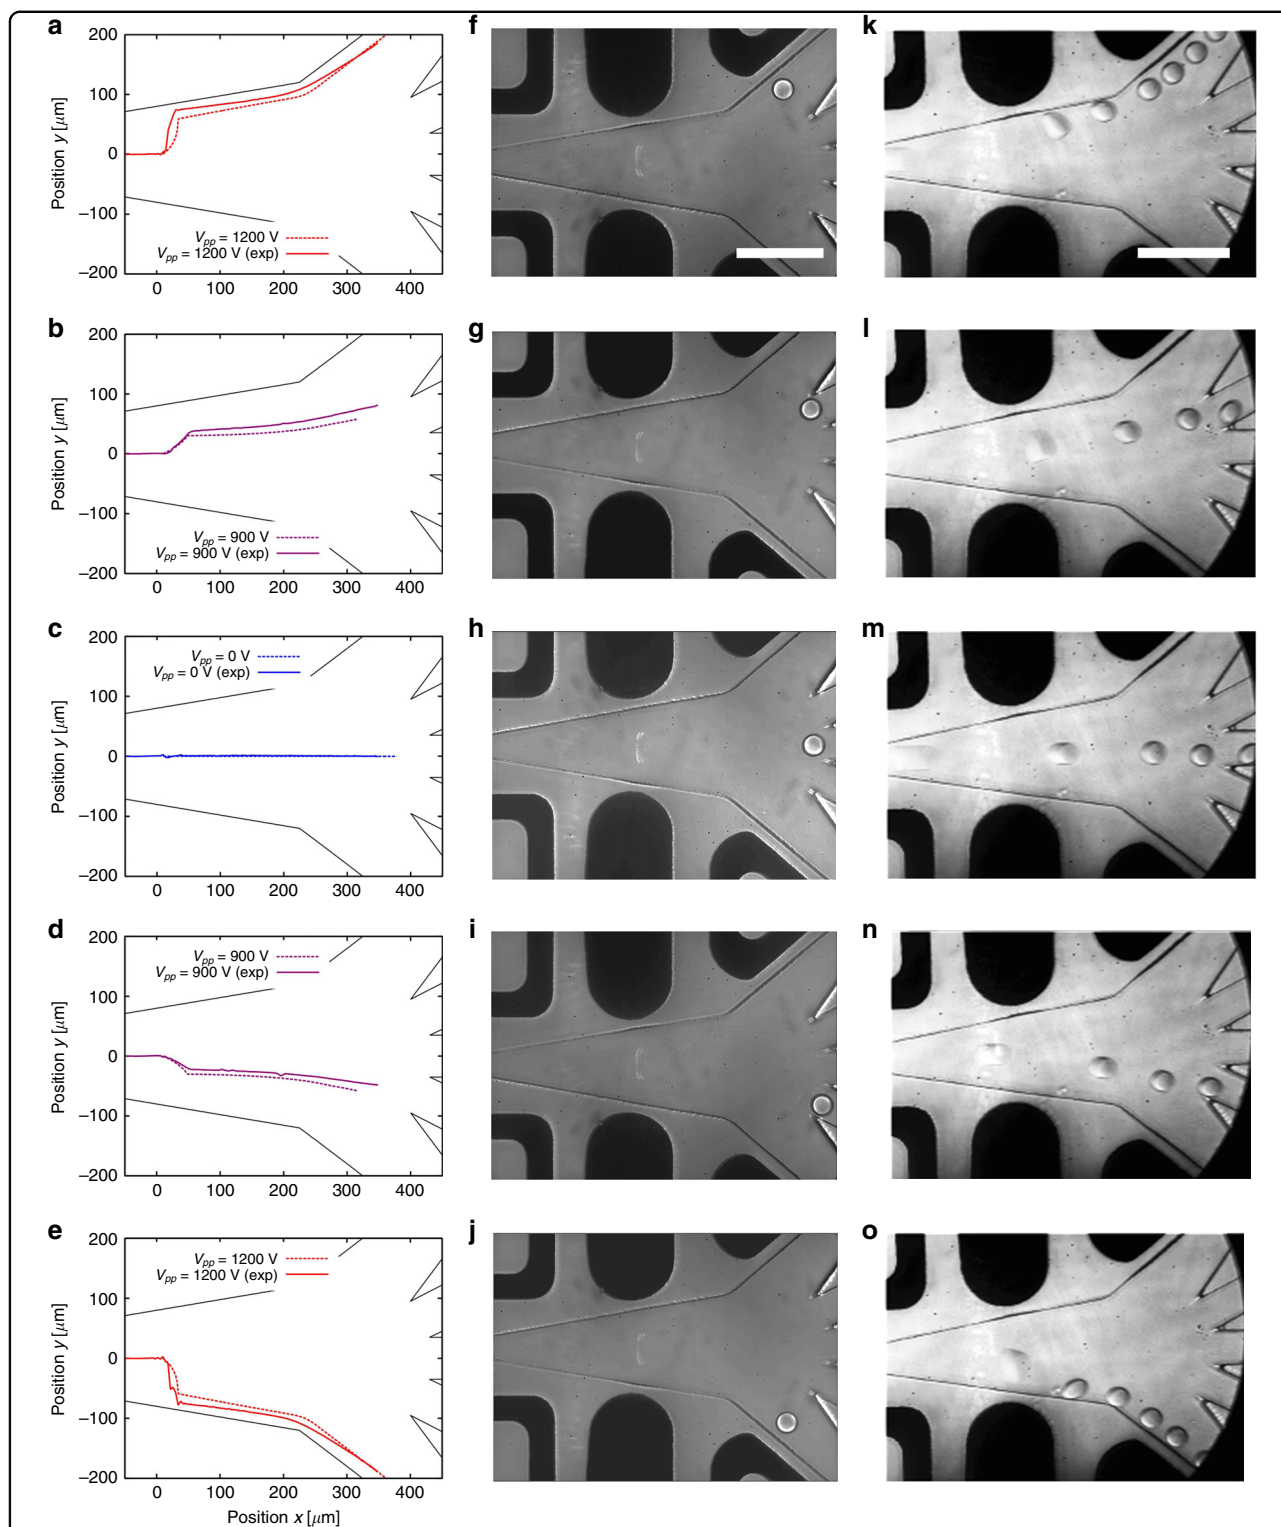 a
Position y [μm]
200
100
0
−100
−200
V_pp = 1200 V
V_pp = 1200 V (exp)
0 100 200 300 400
f
k
b
Position y [μm]
200
100
0
−100
−200
V_pp = 900 V
V_pp = 900 V (exp)
0 100 200 300 400
g
l
c
Position y [μm]
200
100
0
−100
−200
V_pp = 0 V
V_pp = 0 V (exp)
0 100 200 300 400
h
m
d
Position y [μm]
200
100
0
−100
−200
V_pp = 900 V
V_pp = 900 V (exp)
0 100 200 300 400
i
n
e
Position y [μm]
200
100
0
−100
−200
V_pp = 1200 V
V_pp = 1200 V (exp)
0 100 200 300 400
Position x [μm]
j
o